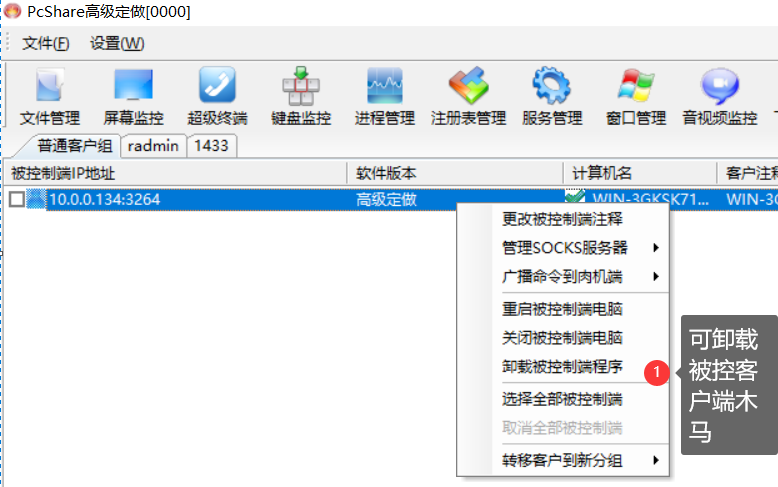 PcShare高级定做[0000]
文件(F) 设置(W)
文件管理 屏幕监控 超级终端 键盘监控 进程管理 注册表管理 服务管理 窗口管理 音视频监控
普通客户组 radmin 1433
被控制端IP地址 软件版本 计算机名 客户注释
10.0.0.134:3264 高级定做 WIN-3GKSK71... WIN-3G
更改被控制端注释
管理SOCKS服务器
广播命令到肉机端
重启被控制端电脑
关闭被控制端电脑
卸载被控制端程序
选择全部被控制端
取消全部被控制端
转移客户到新分组
1
可卸载
被控客
户端木
马